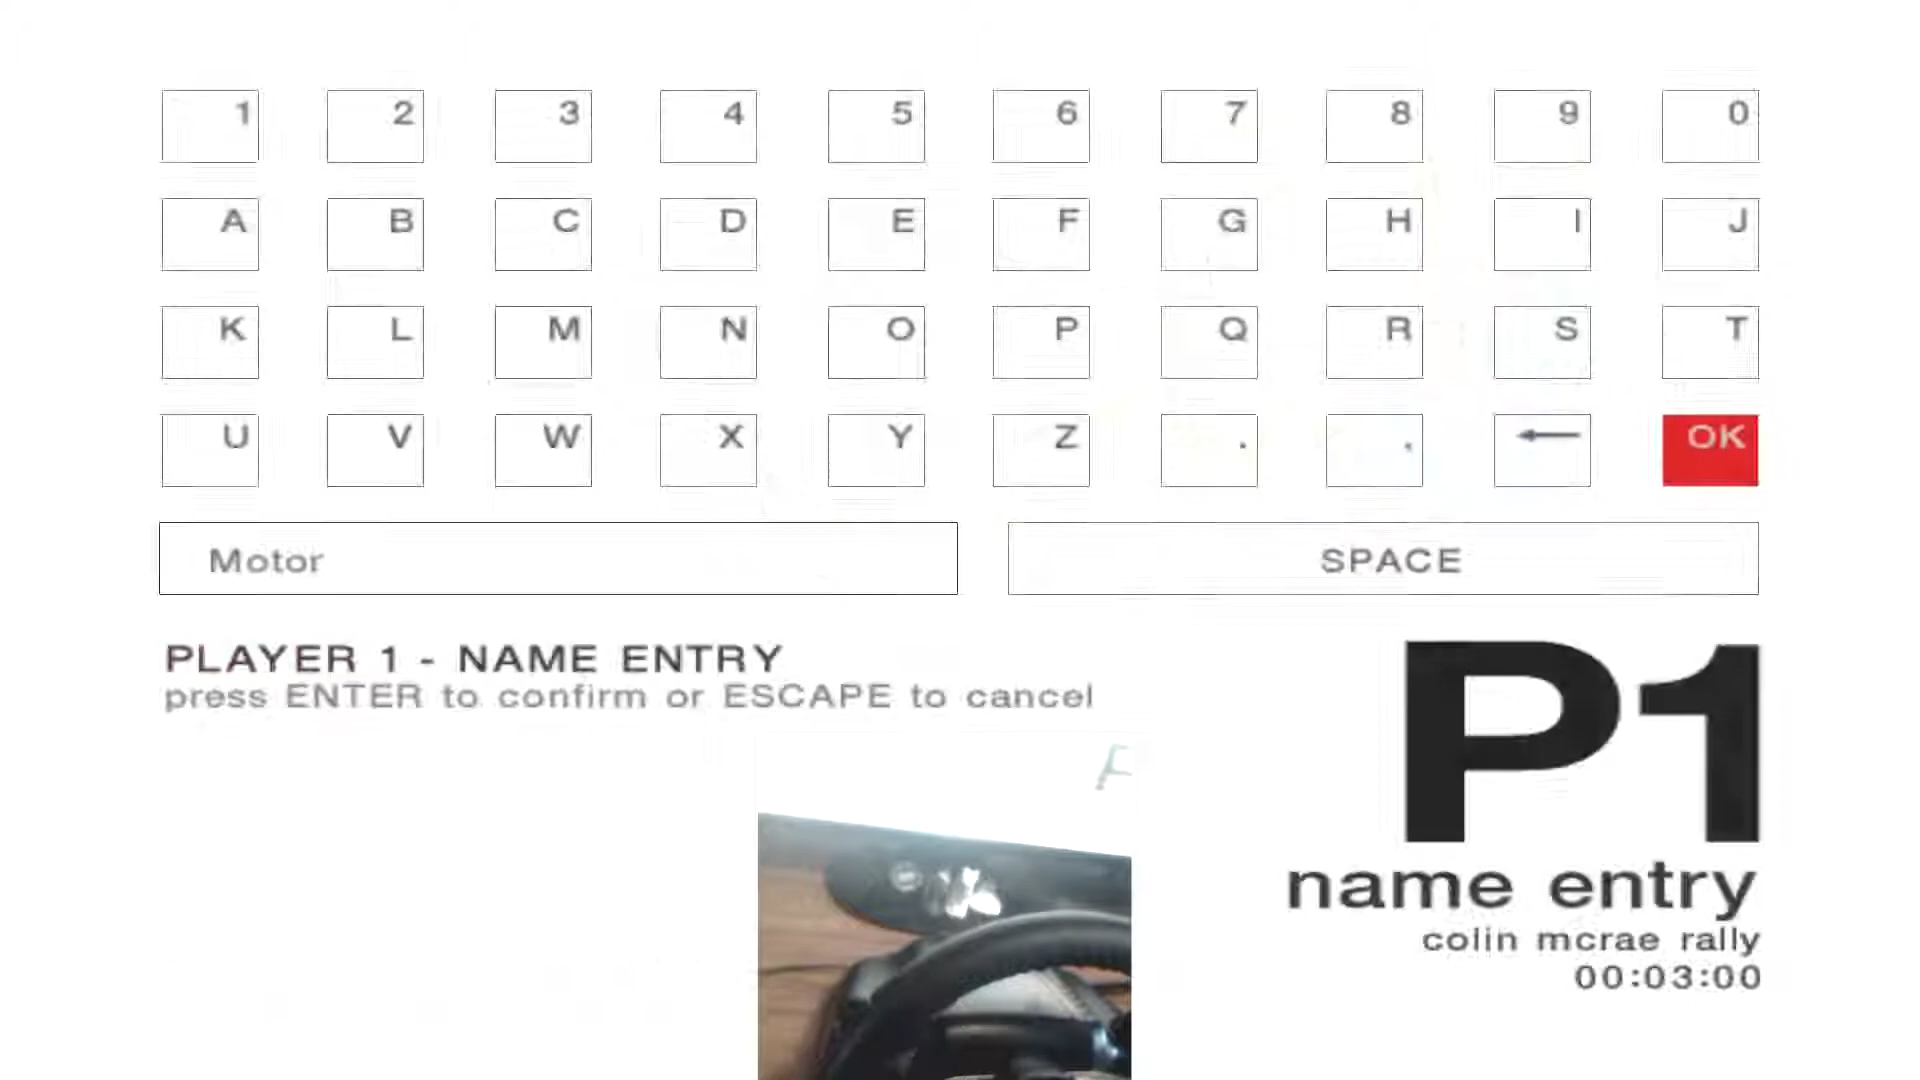 1 2 3 4 5 6 7 8 9 0
A B C D E F G H I J
K L M N O P Q R S T
U V W X Y Z . , ← OK
Motor SPACE
PLAYER 1 - NAME ENTRY
press ENTER to confirm or ESCAPE to cancel
P1
name entry
colin mcrae rally
00:03:00